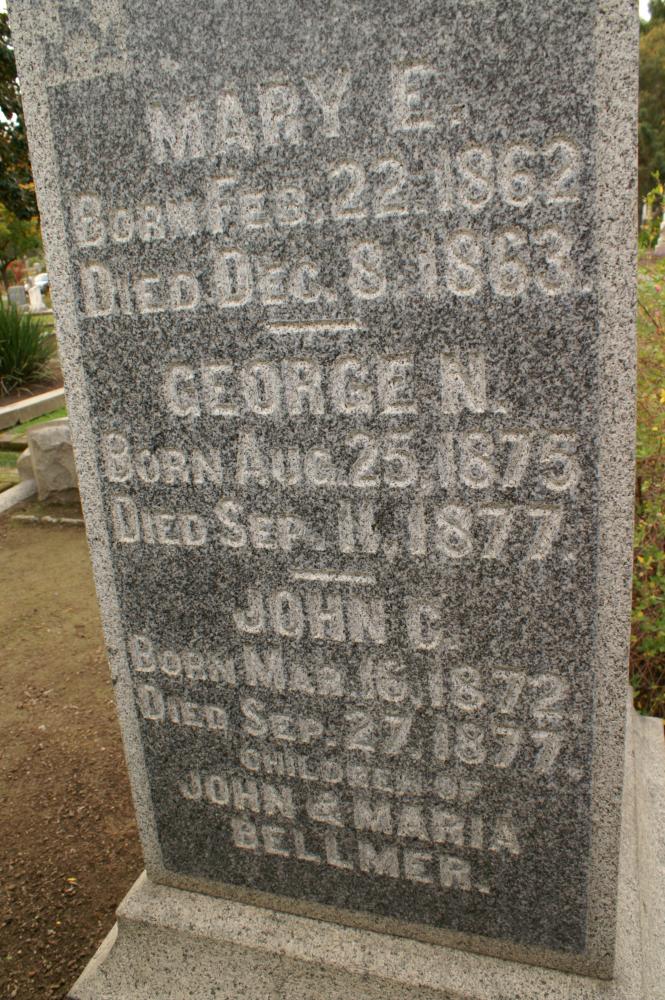 MARY E.
BORN FEB. 22. 1862
DIED DEC. 8. 1863.
GEORGE N.
BORN AUG. 25, 1875
DIED SEP. 11, 1877.
JOHN C.
BORN MAR. 16, 1872.
DIED SEP. 27, 1877.
CHILDREN OF
JOHN & MARIA
BELLMER.